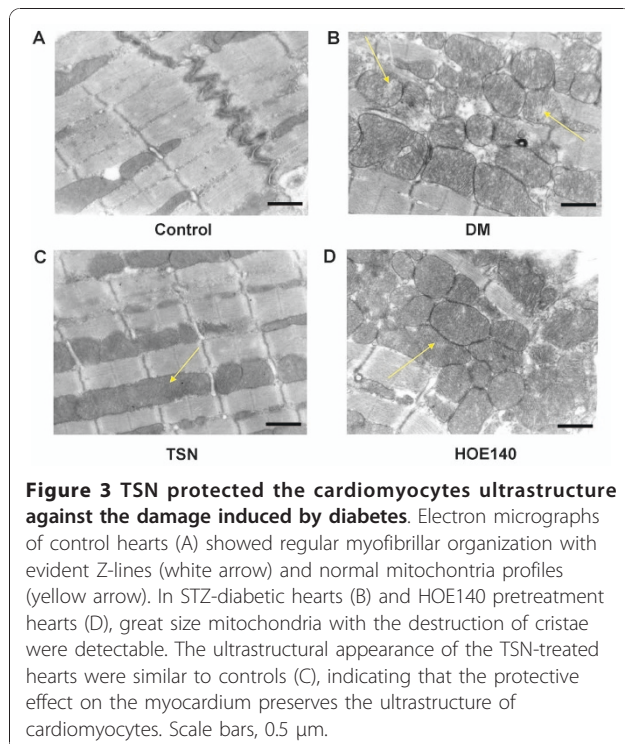 A
B
Control
DM
C
D
TSN
HOE140
Figure 3 TSN protected the cardiomyocytes ultrastructure
against the damage induced by diabetes. Electron micrographs
of control hearts (A) showed regular myofibrillar organization with
evident Z-lines (white arrow) and normal mitochontria profiles
(yellow arrow). In STZ-diabetic hearts (B) and HOE140 pretreatment
hearts (D), great size mitochondria with the destruction of cristae
were detectable. The ultrastructural appearance of the TSN-treated
hearts were similar to controls (C), indicating that the protective
effect on the myocardium preserves the ultrastructure of
cardiomyocytes. Scale bars, 0.5 μm.